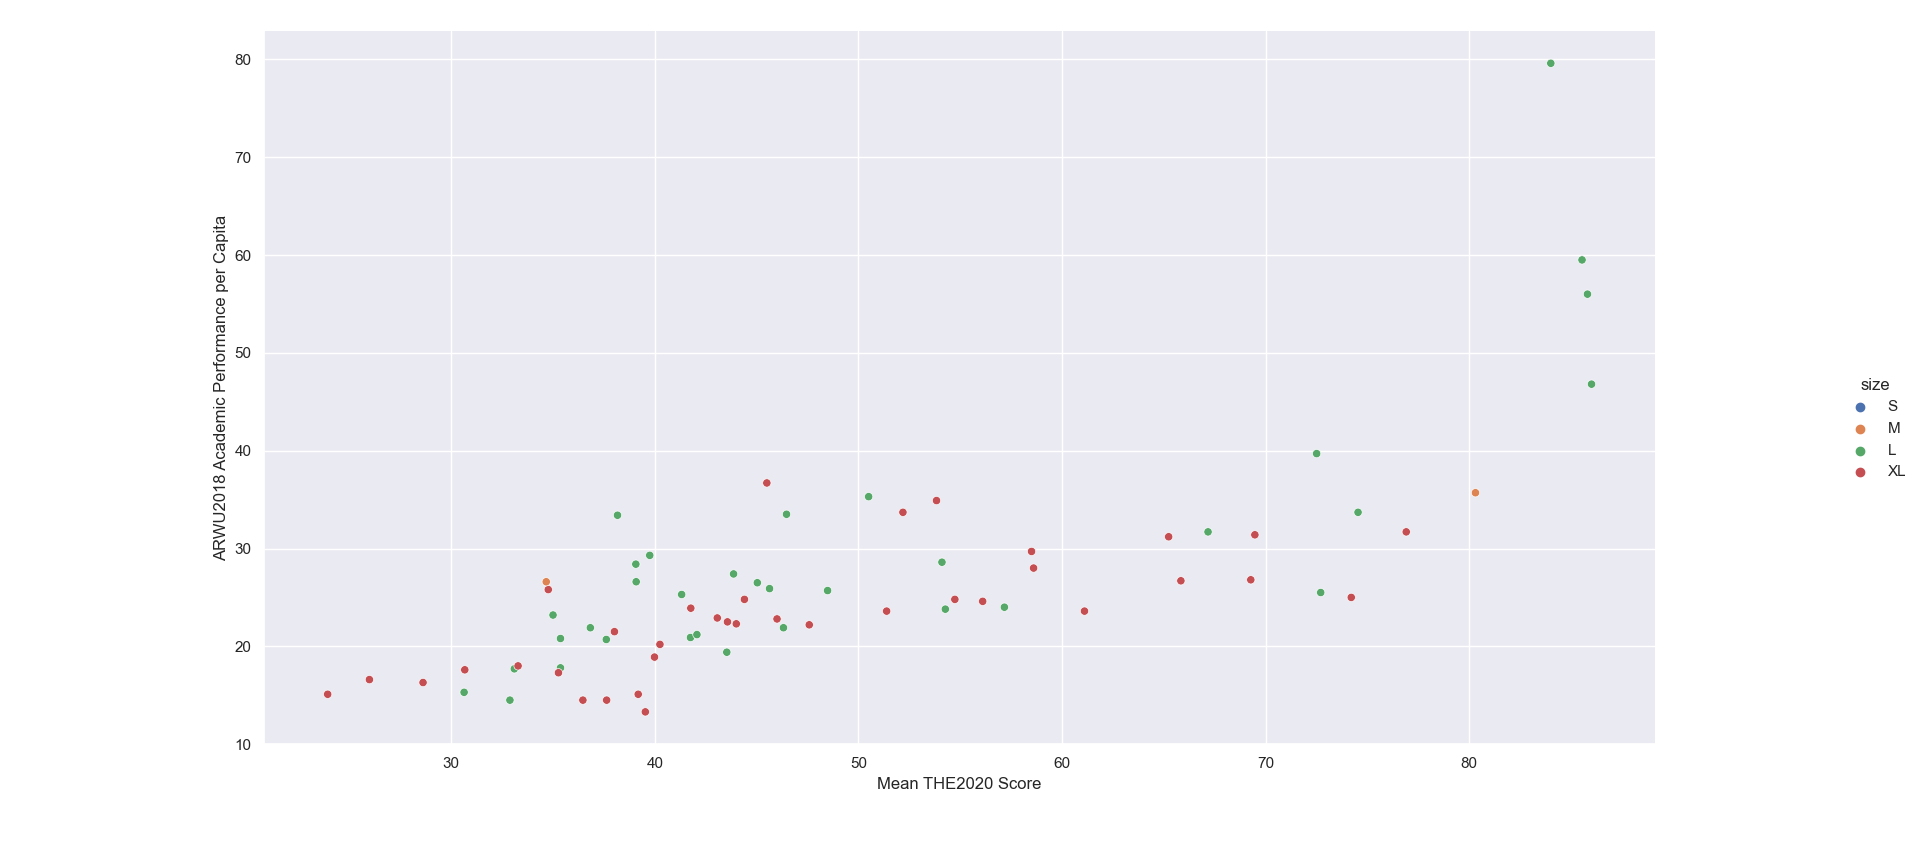 80
70
60
50
40
30
20
10
ARWU2018 Academic Performance per Capita
30 40 50 60 70 80
Mean THE2020 Score
size
S
M
L
XL